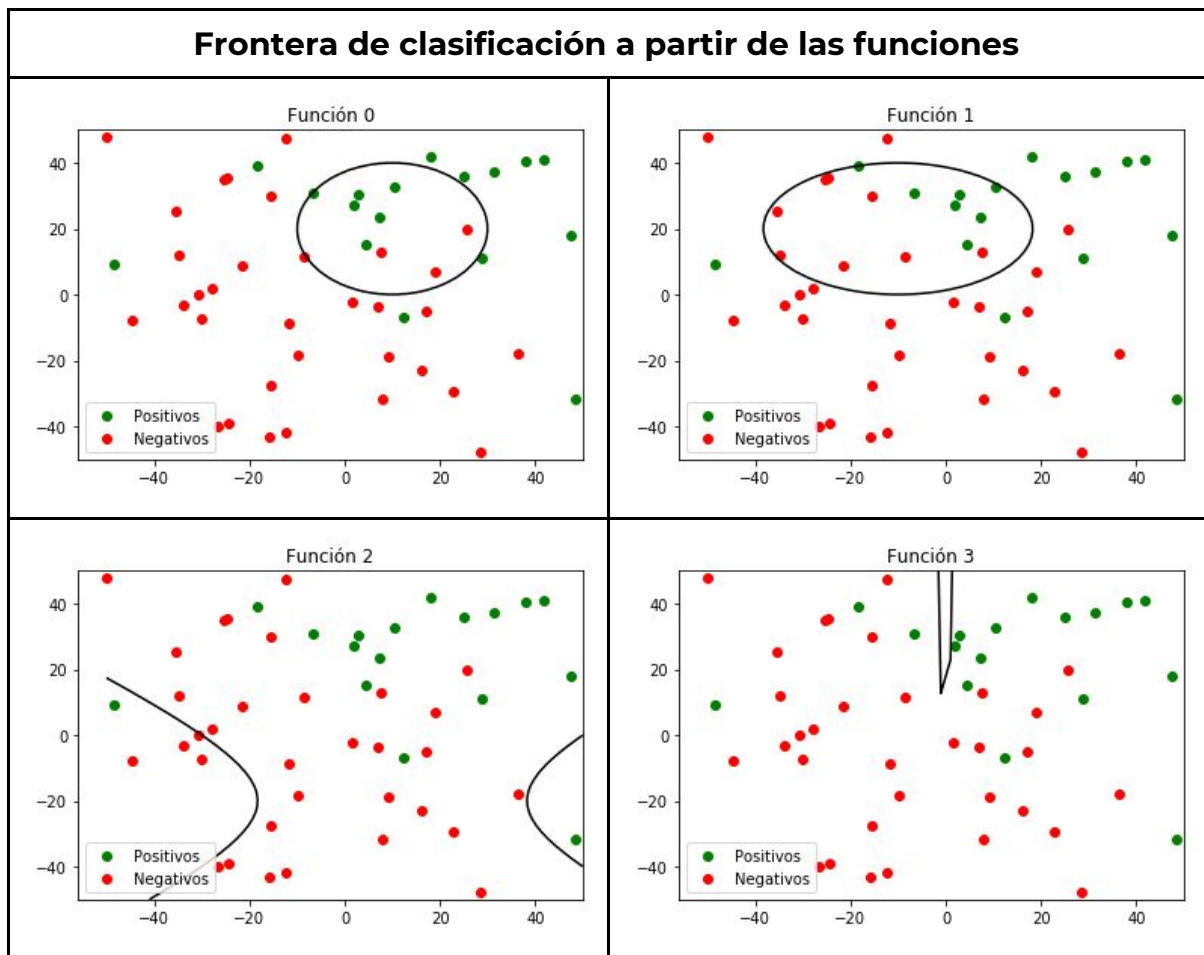 Frontera de clasificación a partir de las funciones
Función 0
40
20
0
−20
−40
Positivos
Negativos
−40 −20 0 20 40
Función 1
40
20
0
−20
−40
Positivos
Negativos
−40 −20 0 20 40
Función 2
40
20
0
−20
−40
Positivos
Negativos
−40 −20 0 20 40
Función 3
40
20
0
−20
−40
Positivos
Negativos
−40 −20 0 20 40